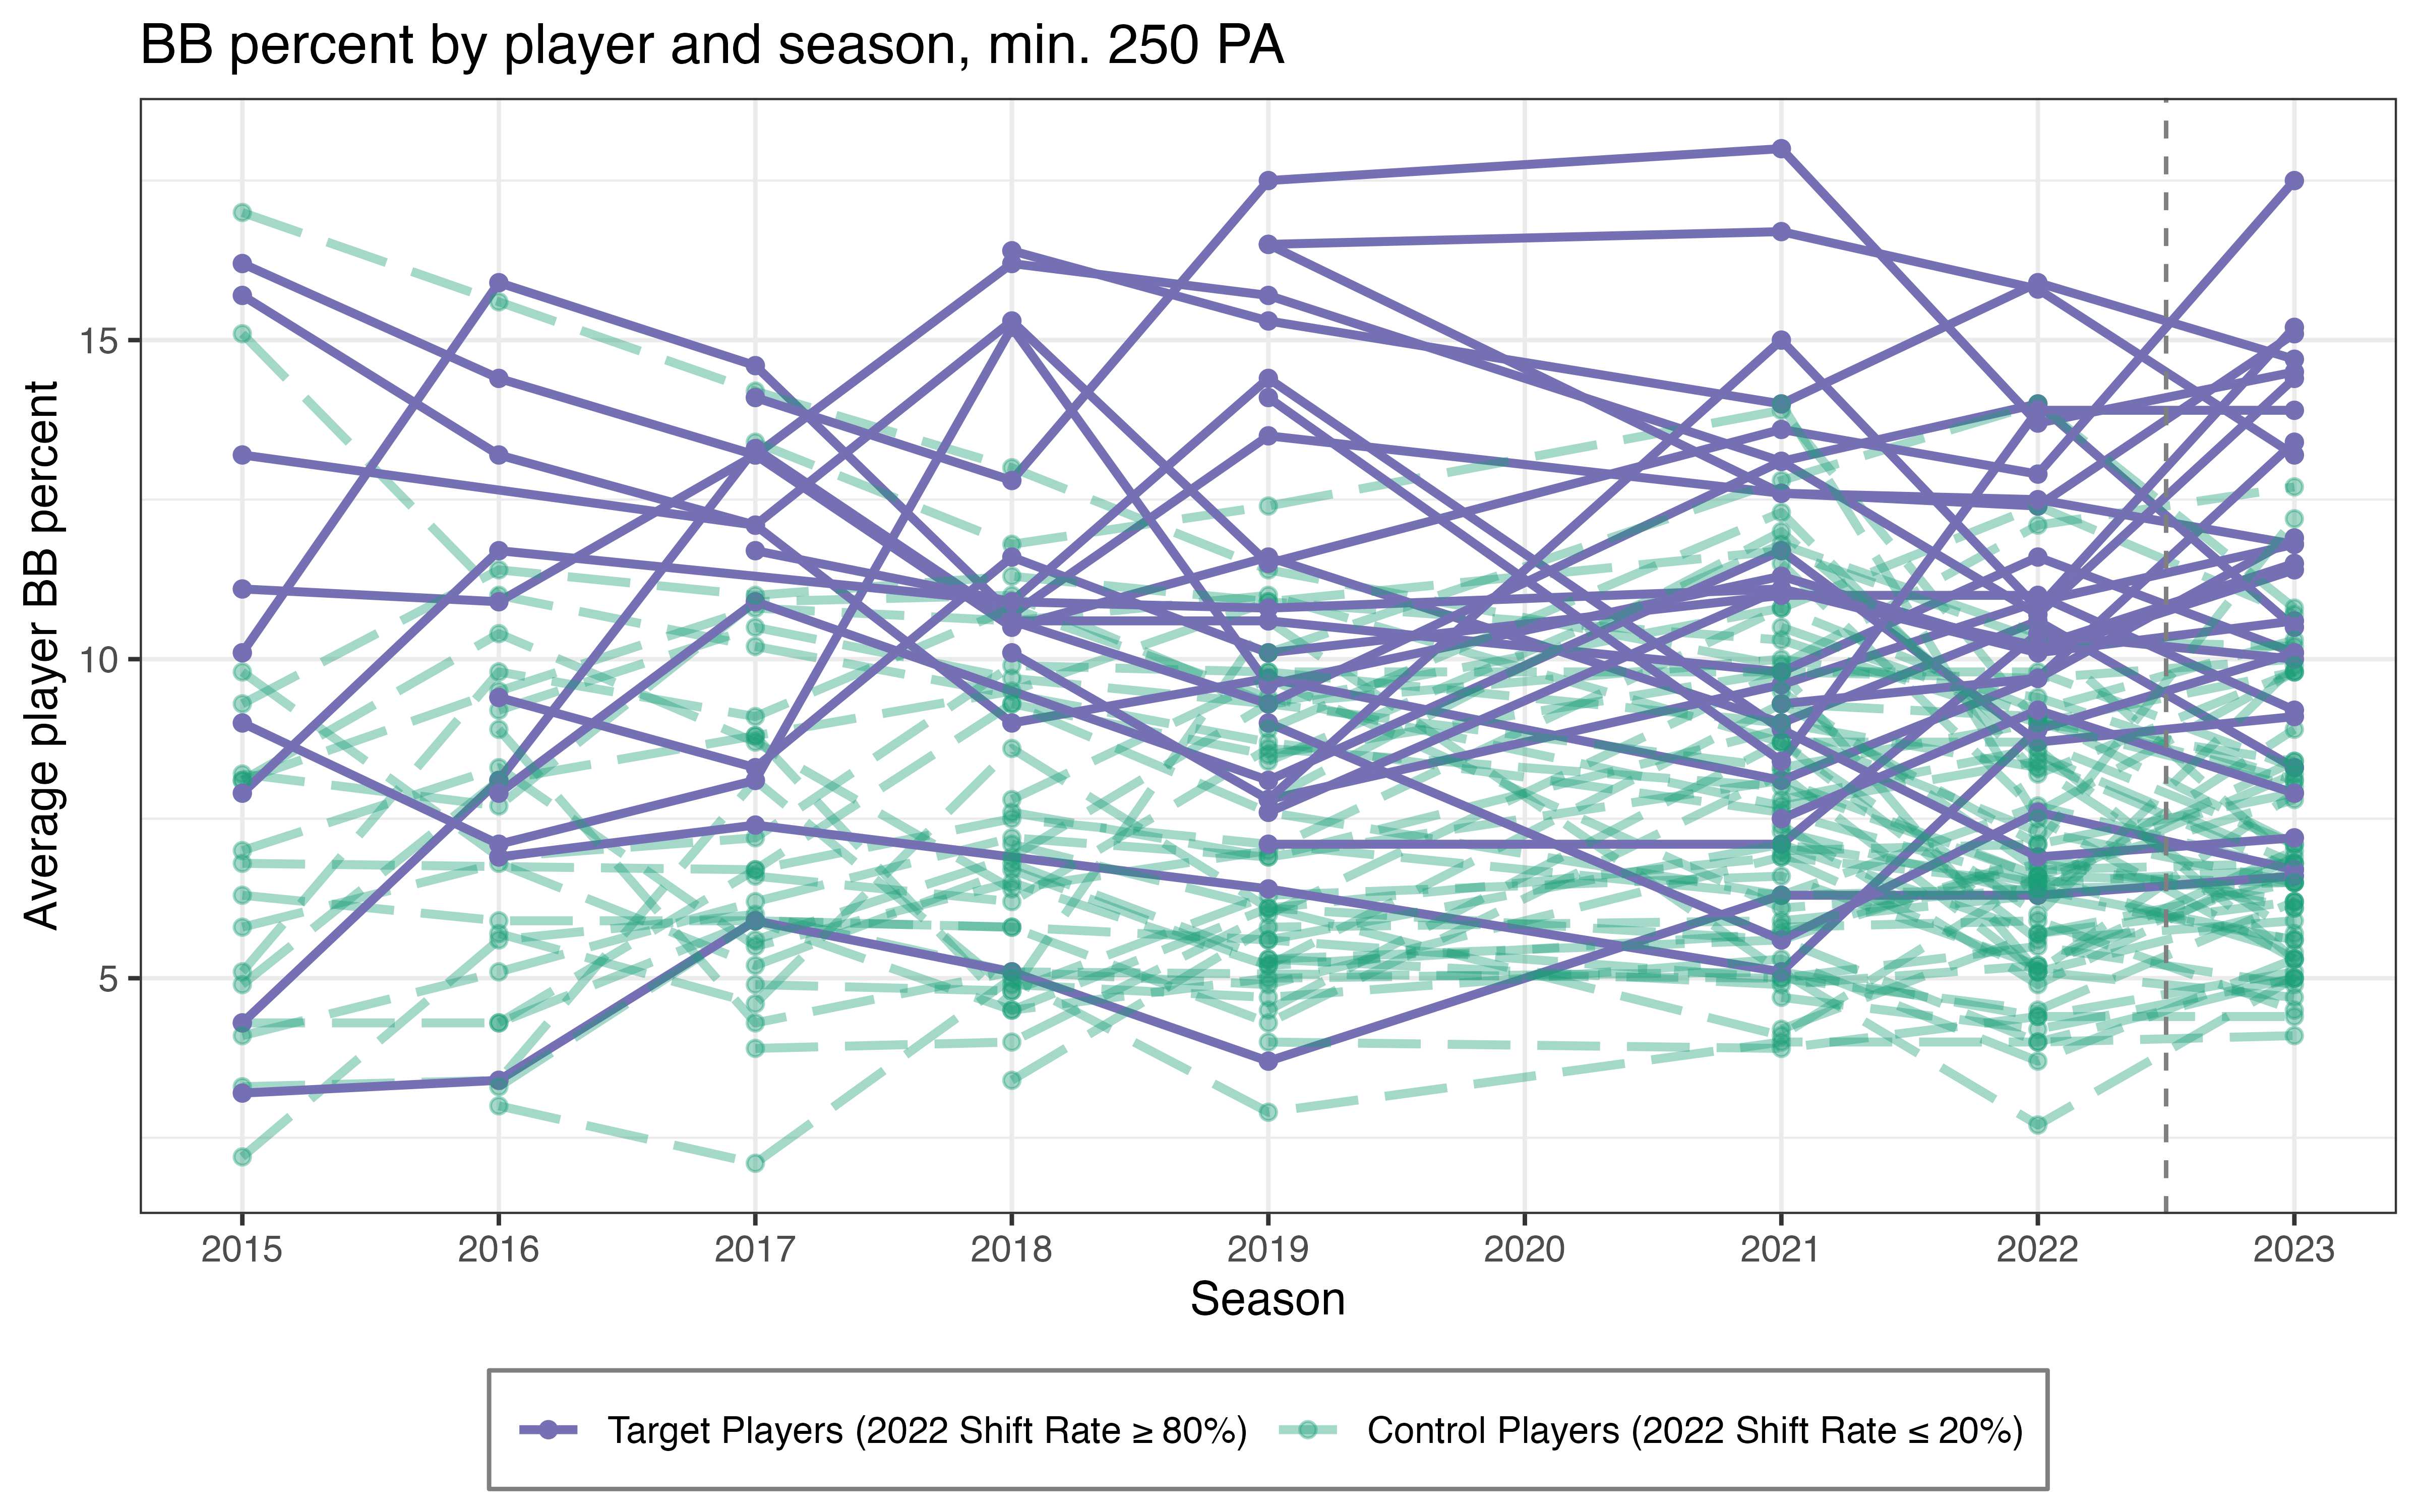 BB percent by player and season, min. 250 PA
Average player BB percent
15
10
5
2015 2016 2017 2018 2019 2020 2021 2022 2023
Season
Target Players (2022 Shift Rate ≥ 80%) Control Players (2022 Shift Rate ≤ 20%)